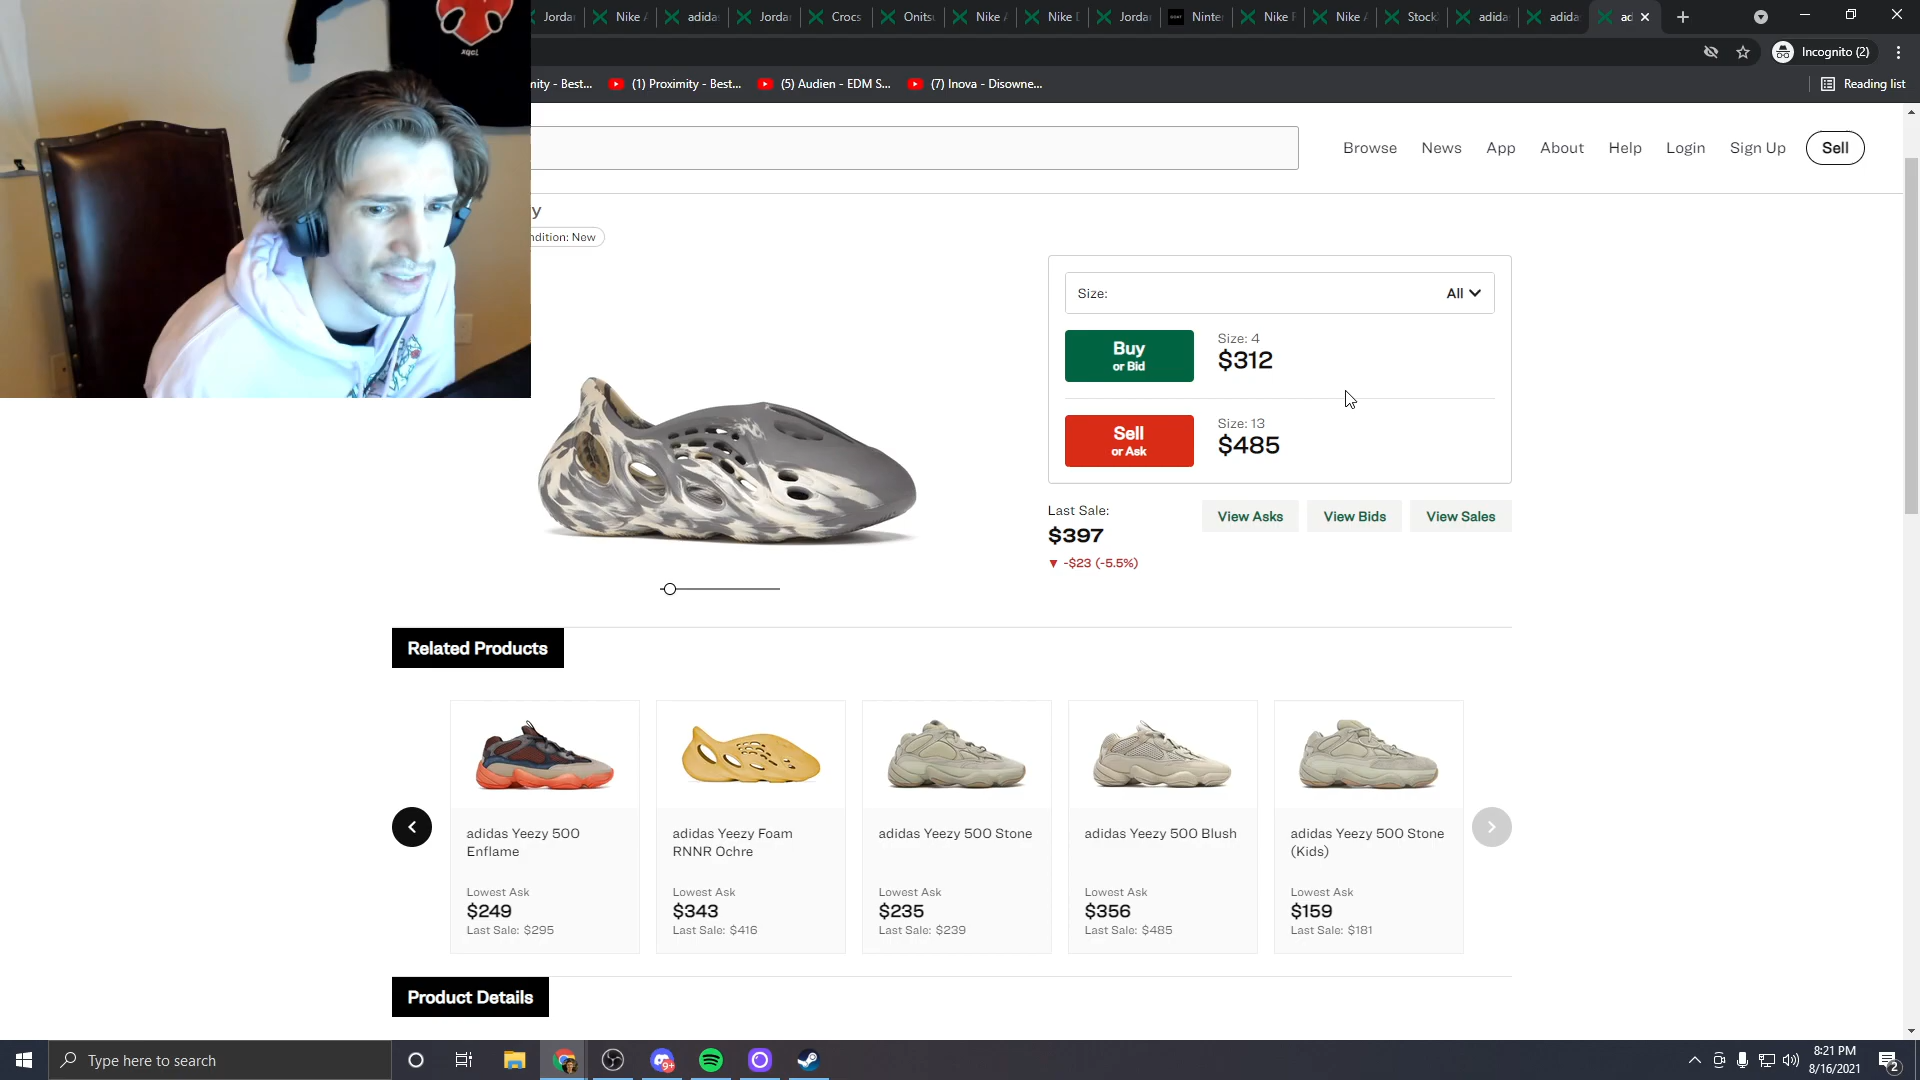 xqcl
Jorda
Nike A
adida
Jorda
Crocs
Onits
Nike A
Nike D
Jorda
Ninte
Nike F
Nike A
Stock
adida
adida
ad
Incognito (2)
mity - Best...
(1) Proximity - Best...
(5) Audien - EDM S...
(7) Inova - Disowne...
Reading list
Browse
News
App
About
Help
Login
Sign Up
Sell
y
ndition: New
Size:
All
Buy
or Bid
Size: 4
$312
Sell
or Ask
Size: 13
$485
Last Sale:
$397
▼ -$23 (-5.5%)
View Asks
View Bids
View Sales
Related Products
adidas Yeezy 500
Enflame
Lowest Ask
$249
Last Sale: $295
adidas Yeezy Foam
RNNR Ochre
Lowest Ask
$343
Last Sale: $416
adidas Yeezy 500 Stone
Lowest Ask
$235
Last Sale: $239
adidas Yeezy 500 Blush
Lowest Ask
$356
Last Sale: $485
adidas Yeezy 500 Stone
(Kids)
Lowest Ask
$159
Last Sale: $181
Product Details
Type here to search
9+
8:21 PM
8/16/2021
2